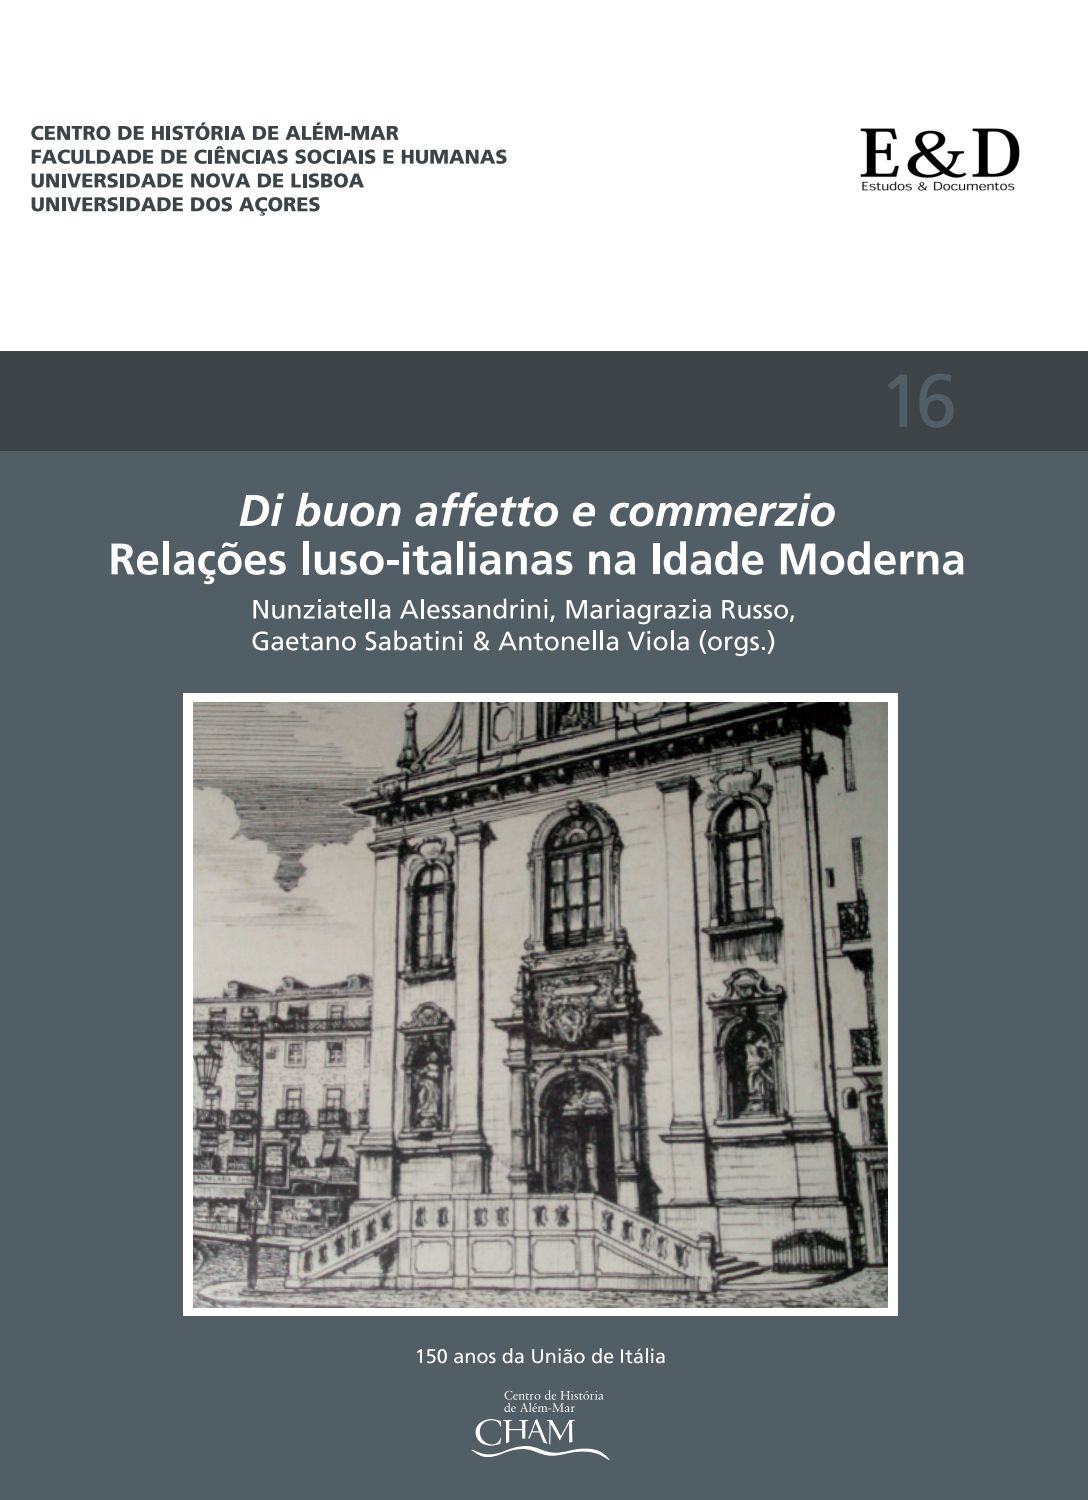 CENTRO DE HISTÓRIA DE ALÉM-MAR
FACULDADE DE CIÊNCIAS SOCIAIS E HUMANAS
UNIVERSIDADE NOVA DE LISBOA
UNIVERSIDADE DOS AÇORES
E&D
Estudos & Documentos
16
Di buon affetto e commerzio
Relações luso-italianas na Idade Moderna
Nunziatella Alessandrini, Mariagrazia Russo,
Gaetano Sabatini & Antonella Viola (orgs.)
150 anos da União de Itália
Centro de História
de Além-Mar
CHAM